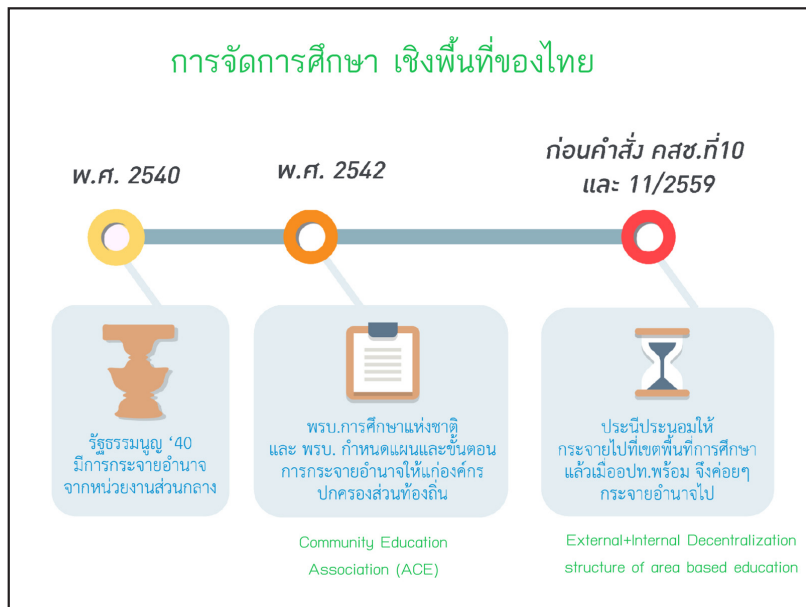 การจัดการศึกษา เชิงพื้นที่ของไทย
พ.ศ. 2540
พ.ศ. 2542
ก่อนคำสั่ง คสช.ที่10
และ 11/2559
รัฐธรรมนูญ ‘40
มีการกระจายอำนาจ
จากหน่วยงานส่วนกลาง
พรบ.การศึกษาแห่งชาติ
และ พรบ. กำหนดแผนและขั้นตอน
การกระจายอำนาจให้แก่องค์กร
ปกครองส่วนท้องถิ่น
ประนีประนอมให้
กระจายไปที่เขตพื้นที่การศึกษา
แล้วเมื่ออปท.พร้อม จึงค่อยๆ
กระจายอำนาจไป
Community Education
Association (ACE)
External+Internal Decentralization
structure of area based education